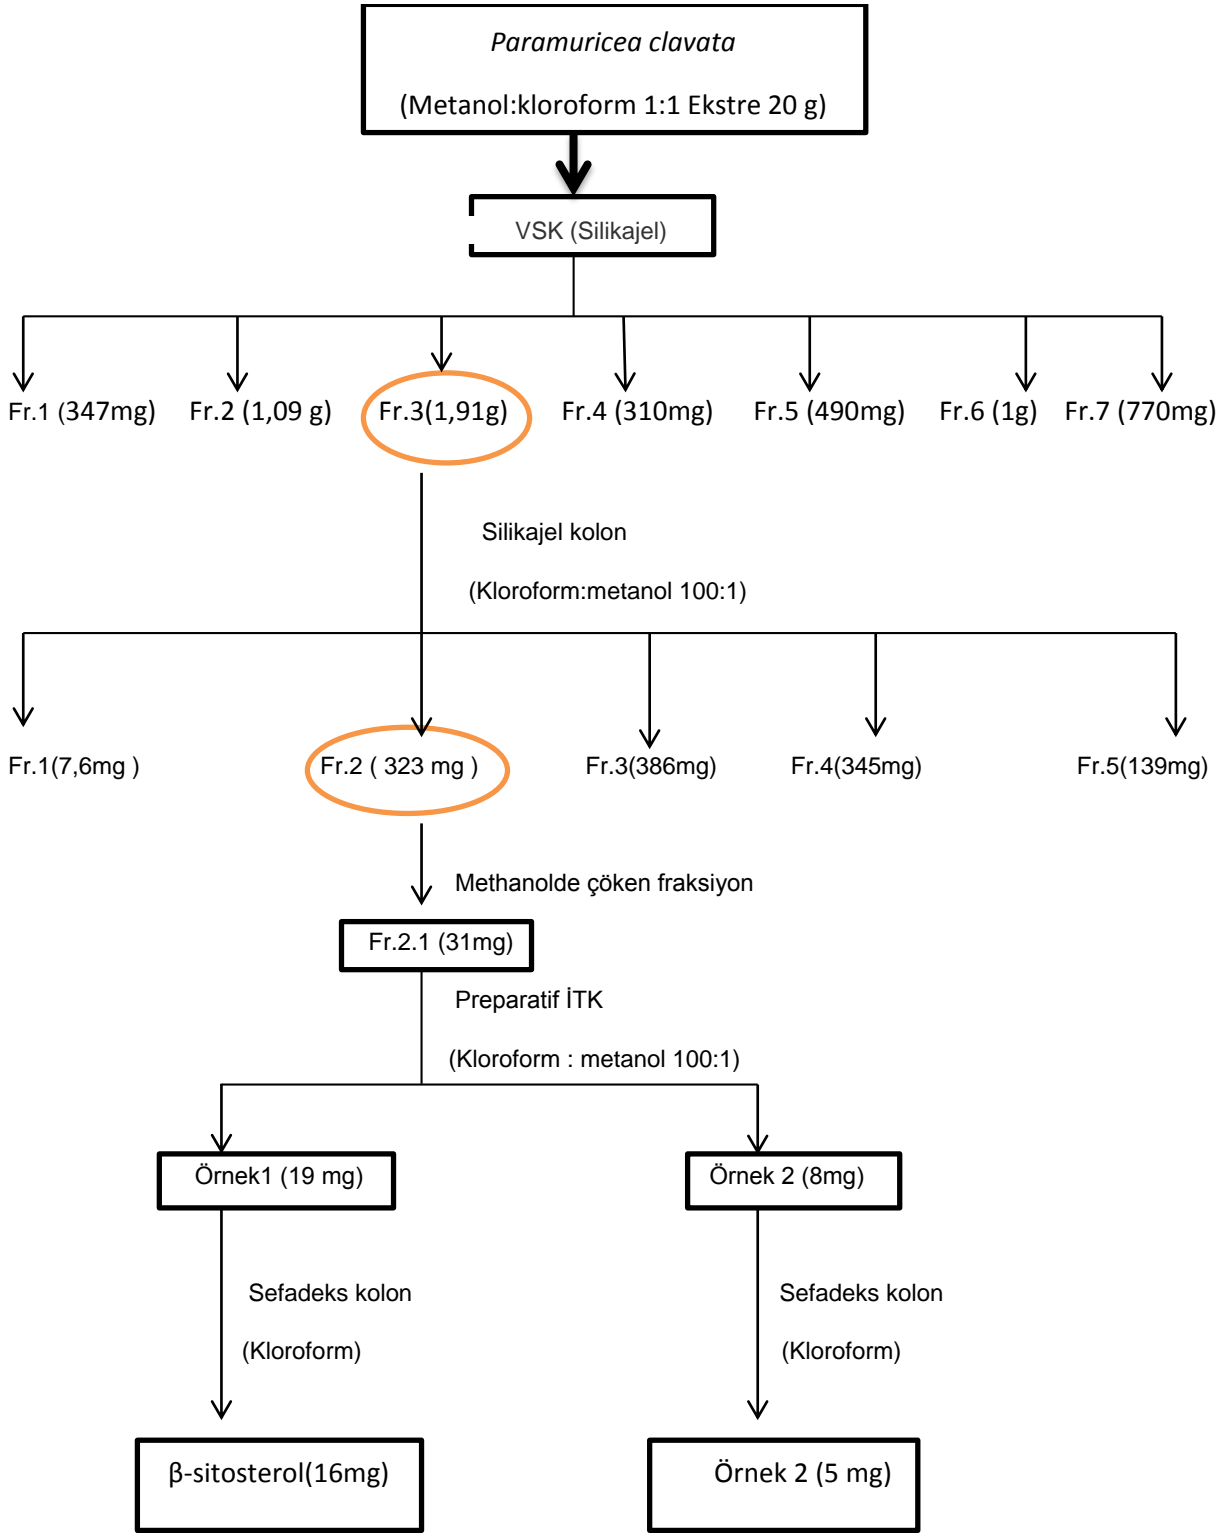 Paramuricea clavata
(Metanol:kloroform 1:1 Ekstre 20 g)
VSK (Silikajel)
Fr.1 (347mg) Fr.2 (1,09 g) Fr.3(1,91g) Fr.4 (310mg) Fr.5 (490mg) Fr.6 (1g) Fr.7 (770mg)
Silikajel kolon
(Kloroform:metanol 100:1)
Fr.1(7,6mg ) Fr.2 ( 323 mg ) Fr.3(386mg) Fr.4(345mg) Fr.5(139mg)
Methanolde çöken fraksiyon
Fr.2.1 (31mg)
Preparatif İTK
(Kloroform : metanol 100:1)
Örnek1 (19 mg) Örnek 2 (8mg)
Sefadeks kolon Sefadeks kolon
(Kloroform) (Kloroform)
β-sitosterol(16mg) Örnek 2 (5 mg)